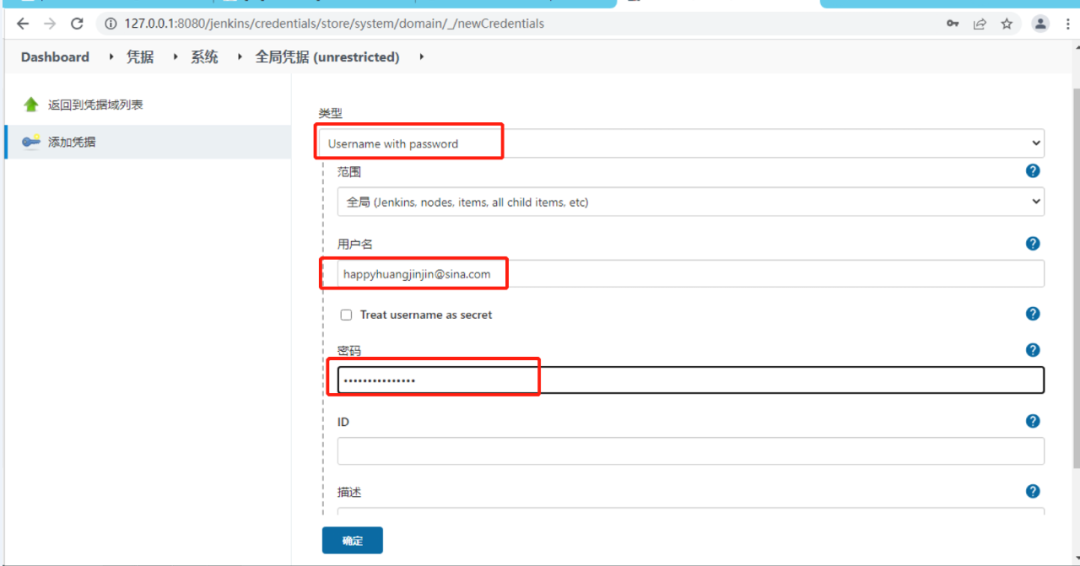 127.0.0.1:8080/jenkins/credentials/store/system/domain/_/newCredentials
Dashboard 凭据 系统 全局凭据 (unrestricted)
返回到凭据域列表
添加凭据
类型
Username with password
范围
全局 (Jenkins, nodes, items, all child items, etc)
用户名
happyhuangjinjin@sina.com
Treat username as secret
密码
•••••••••••••••
ID
描述
确定